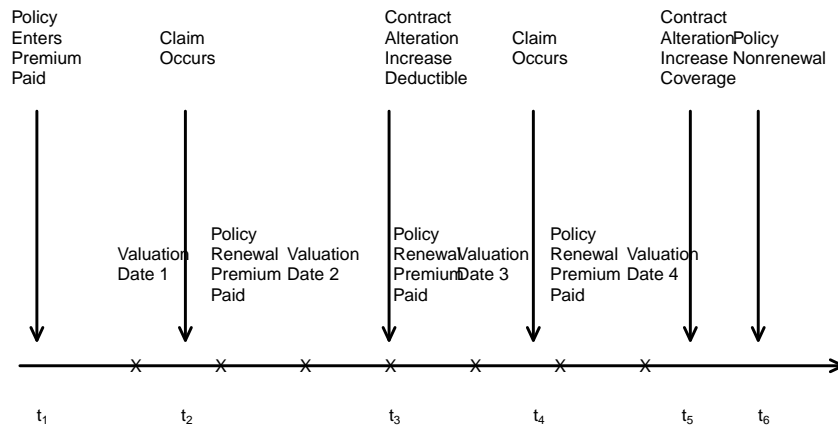 Policy
Enters
Premium
Paid
Claim
Occurs
Contract
Alteration
Increase
Deductible
Claim
Occurs
Contract
Alteration
Increase
Coverage
Policy
Nonrenewal
Valuation
Date 1
Policy
Renewal
Premium
Paid
Valuation
Date 2
Policy
Renewal
Premium
Paid
Valuation
Date 3
Policy
Renewal
Premium
Paid
Valuation
Date 4
X X X X X X X
t1 t2 t3 t4 t5 t6